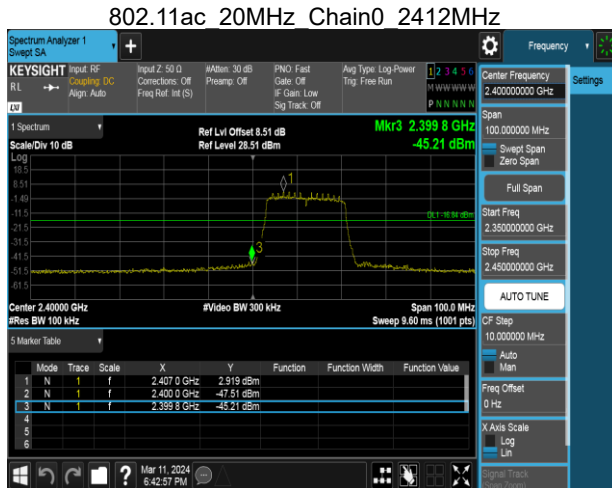 802.11ac_20MHz_Chain0_2412MHz
Spectrum Analyzer 1
Swept SA
+
Frequency
KEYSIGHT
RL
Input: RF
Coupling: DC
Align: Auto
Input Z: 50 Ω
Corrections: Off
Freq Ref: Int (S)
#Atten: 30 dB
Preamp: Off
PNO: Fast
Gate: Off
IF Gain: Low
Sig Track: Off
Avg Type: Log-Power
Trig: Free Run
1 2 3 4 5 6
M W W W W W
P N N N N N
LXI
1 Spectrum
Scale/Div 10 dB
Log
Ref Lvl Offset 8.51 dB
Ref Level 28.51 dBm
Mkr3 2.399 8 GHz
-45.21 dBm
18.5
8.51
-1.49
-11.5
-21.5
-31.5
-41.5
-51.5
-61.5
1
3
DL1 -16.94 dBm
Center 2.40000 GHz
#Res BW 100 kHz
#Video BW 300 kHz
Span 100.0 MHz
Sweep 9.60 ms (1001 pts)
5 Marker Table
Mode Trace Scale X Y Function Function Width Function Value
1 N 1 f 2.407 0 GHz 2.919 dBm
2 N 1 f 2.400 0 GHz -47.51 dBm
3 N 1 f 2.399 8 GHz -45.21 dBm
4
5
6
Mar 11, 2024
6:42:57 PM
?
Center Frequency
2.400000000 GHz
Settings
Span
100.000000 MHz
Swept Span
Zero Span
Full Span
Start Freq
2.350000000 GHz
Stop Freq
2.450000000 GHz
AUTO TUNE
CF Step
10.000000 MHz
Auto
Man
Freq Offset
0 Hz
X Axis Scale
Log
Lin
Signal Track
(Span Zoom)